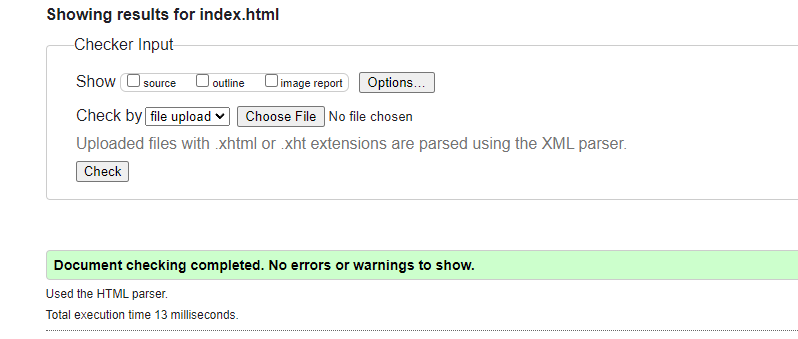 Showing results for index.html
Checker Input
Show source outline image report Options...
Check by file upload Choose File No file chosen
Uploaded files with .xhtml or .xht extensions are parsed using the XML parser.
Check
Document checking completed. No errors or warnings to show.
Used the HTML parser.
Total execution time 13 milliseconds.